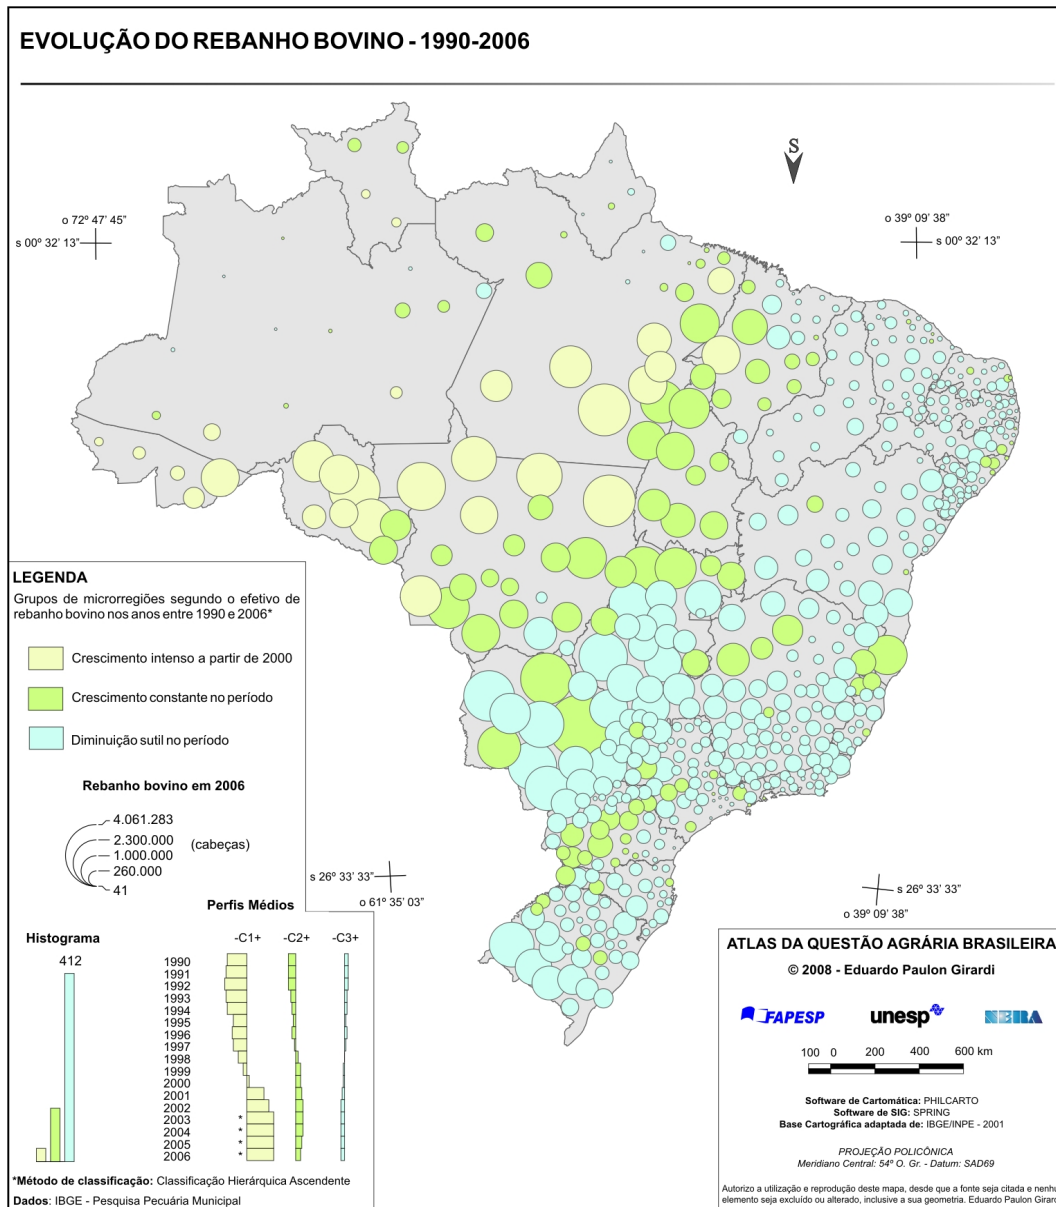 EVOLUÇÃO DO REBANHO BOVINO - 1990-2006
S
o 72º 47' 45"
s 00º 32' 13"
o 39º 09' 38"
s 00º 32' 13"
LEGENDA
Grupos de microrregiões segundo o efetivo de
rebanho bovino nos anos entre 1990 e 2006*
Crescimento intenso a partir de 2000
Crescimento constante no período
Diminuição sutil no período
Rebanho bovino em 2006
4.061.283
2.300.000
1.000.000
260.000
41
(cabeças)
s 26º 33' 33"
o 61º 35' 03"
s 26º 33' 33"
o 39º 09' 38"
Perfis Médios
Histograma
412
-C1+ -C2+ -C3+
1990
1991
1992
1993
1994
1995
1996
1997
1998
1999
2000
2001
2002
2003 *
2004 *
2005 *
2006 *
*Método de classificação: Classificação Hierárquica Ascendente
Dados: IBGE - Pesquisa Pecuária Municipal
ATLAS DA QUESTÃO AGRÁRIA BRASILEIRA
© 2008 - Eduardo Paulon Girardi
FAPESP unesp NERA
100 0 200 400 600 km
Software de Cartomática: PHILCARTO
Software de SIG: SPRING
Base Cartográfica adaptada de: IBGE/INPE - 2001
PROJEÇÃO POLICÔNICA
Meridiano Central: 54º O. Gr. - Datum: SAD69
Autorizo a utilização e reprodução deste mapa, desde que a fonte seja citada e nenhu
elemento seja excluído ou alterado, inclusive a sua geometria. Eduardo Paulon Girard